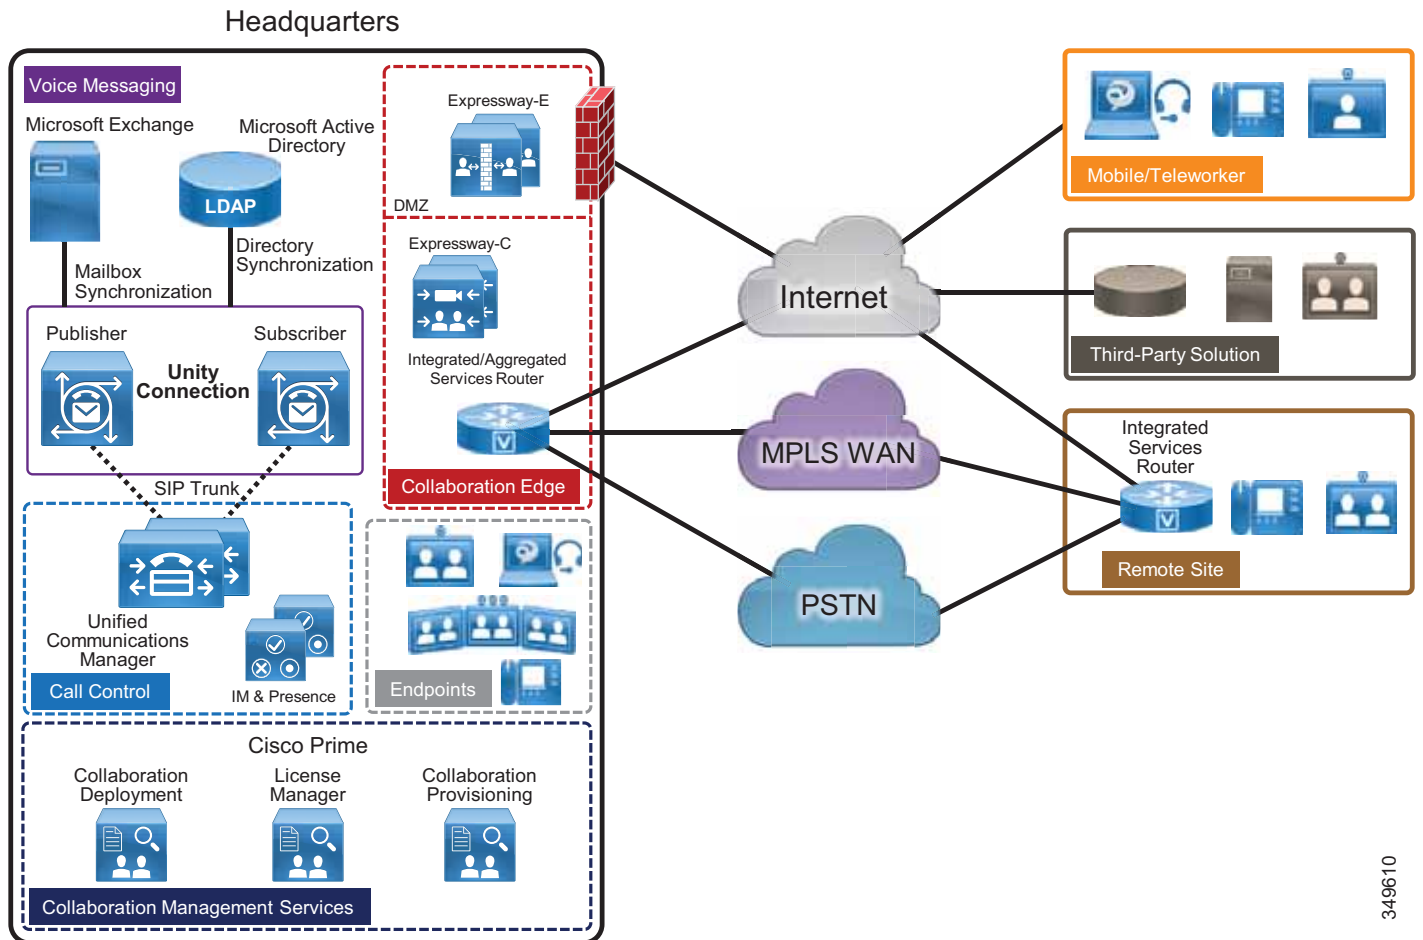 Headquarters
Voice Messaging
Microsoft Exchange
Microsoft Active
Directory
LDAP
Mailbox
Synchronization
Directory
Synchronization
Publisher
Subscriber
Unity
Connection
SIP Trunk
Unified
Communications
Manager
IM & Presence
Call Control
Expressway-E
DMZ
Expressway-C
Integrated/Aggregated
Services Router
V
Collaboration Edge
Endpoints
Cisco Prime
Collaboration
Deployment
License
Manager
Collaboration
Provisioning
Collaboration Management Services
Internet
MPLS WAN
PSTN
Mobile/Teleworker
Third-Party Solution
Integrated
Services
Router
V
Remote Site
349610